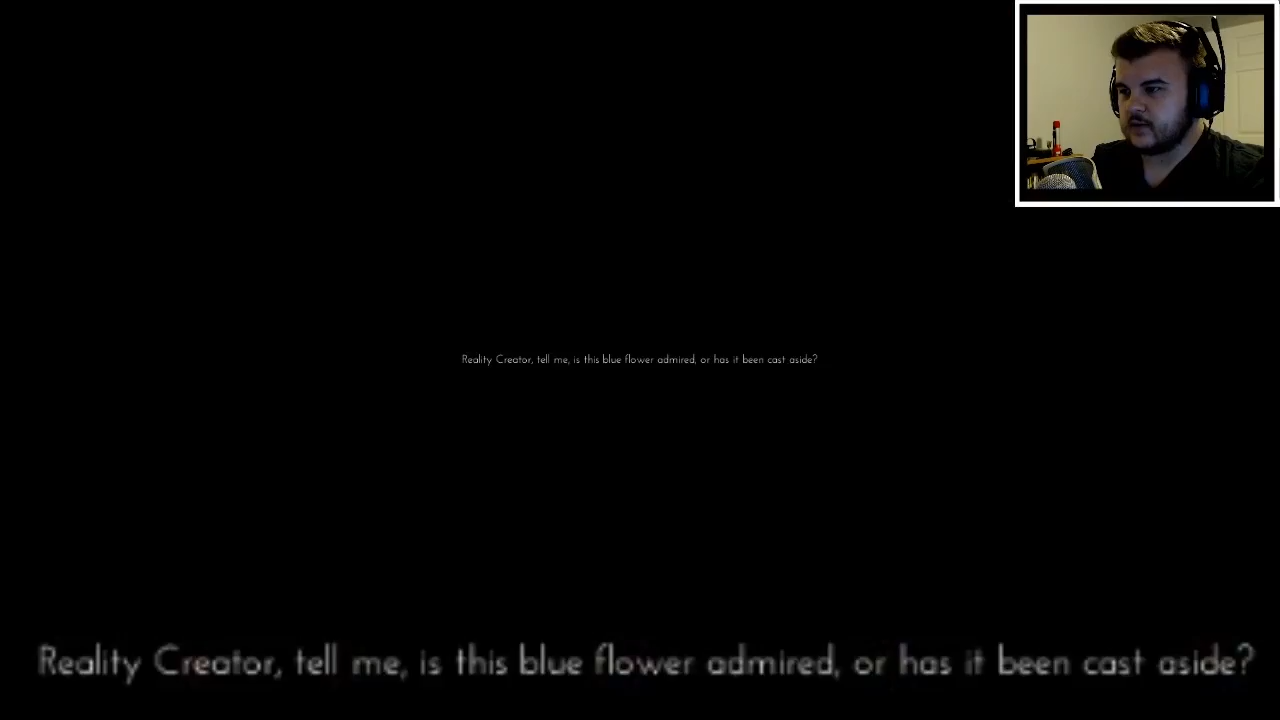 Reality Creator, tell me, is this blue flower admired, or has it been cast aside?
Reality Creator, tell me, is this blue flower admired, or has it been cast aside?